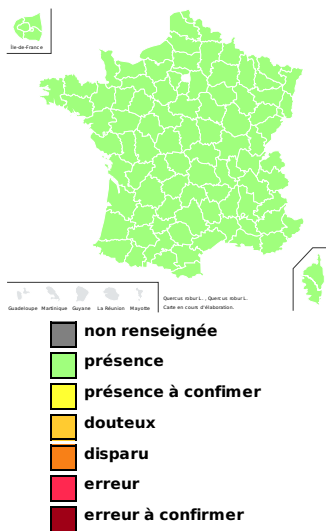 Île-de-France
Guadeloupe Martinique Guyane La Réunion Mayotte
Quercus robur L. , Quercus robur L.
Carte en cours d'élaboration.
non renseignée
présence
présence à confimer
douteux
disparu
erreur
erreur à confirmer